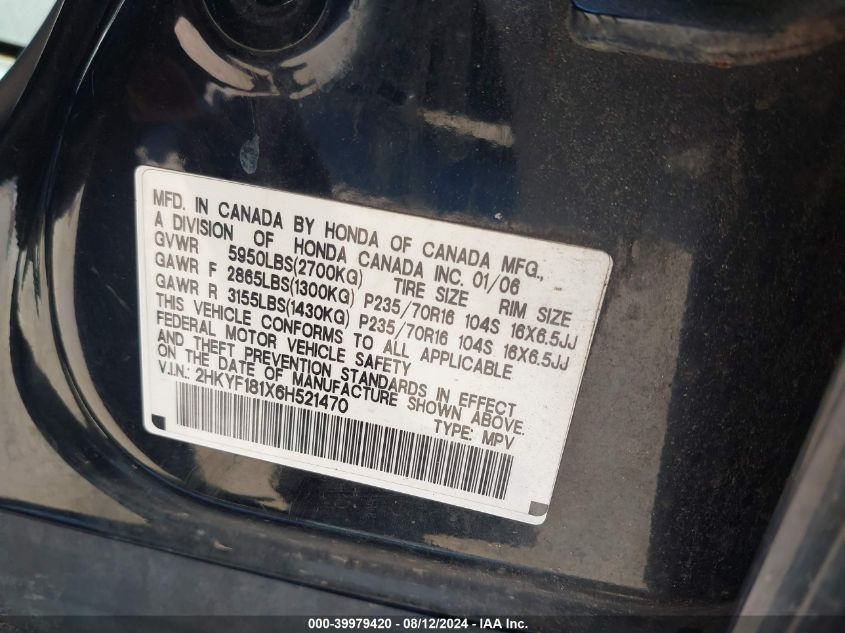 MFD. IN CANADA BY HONDA OF CANADA MFG.,
A DIVISION OF HONDA CANADA INC. 01/06
GVWR 5950LBS(2700KG) TIRE SIZE RIM SIZE
GAWR F 2865LBS(1300KG) P235/70R16 104S 16X6.5JJ
GAWR R 3155LBS(1430KG) P235/70R16 104S 16X6.5JJ
THIS VEHICLE CONFORMS TO ALL APPLICABLE
FEDERAL MOTOR VEHICLE SAFETY
AND THEFT PREVENTION STANDARDS IN EFFECT
ON THE DATE OF MANUFACTURE SHOWN ABOVE.
V.I.N.: 2HKYF181X6H521470 TYPE: MPV
000-39979420 - 08/12/2024 - IAAI.COM